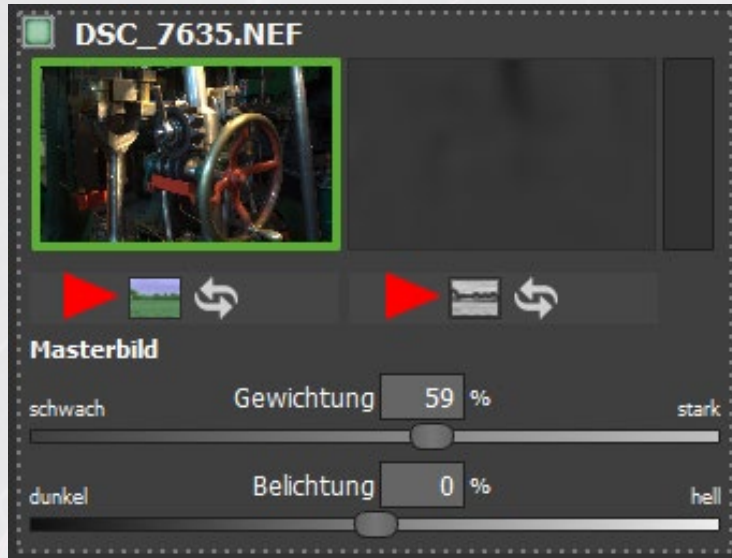 DSC_7635.NEF
Masterbild
schwach Gewichtung 59 % stark
dunkel Belichtung 0 % hell